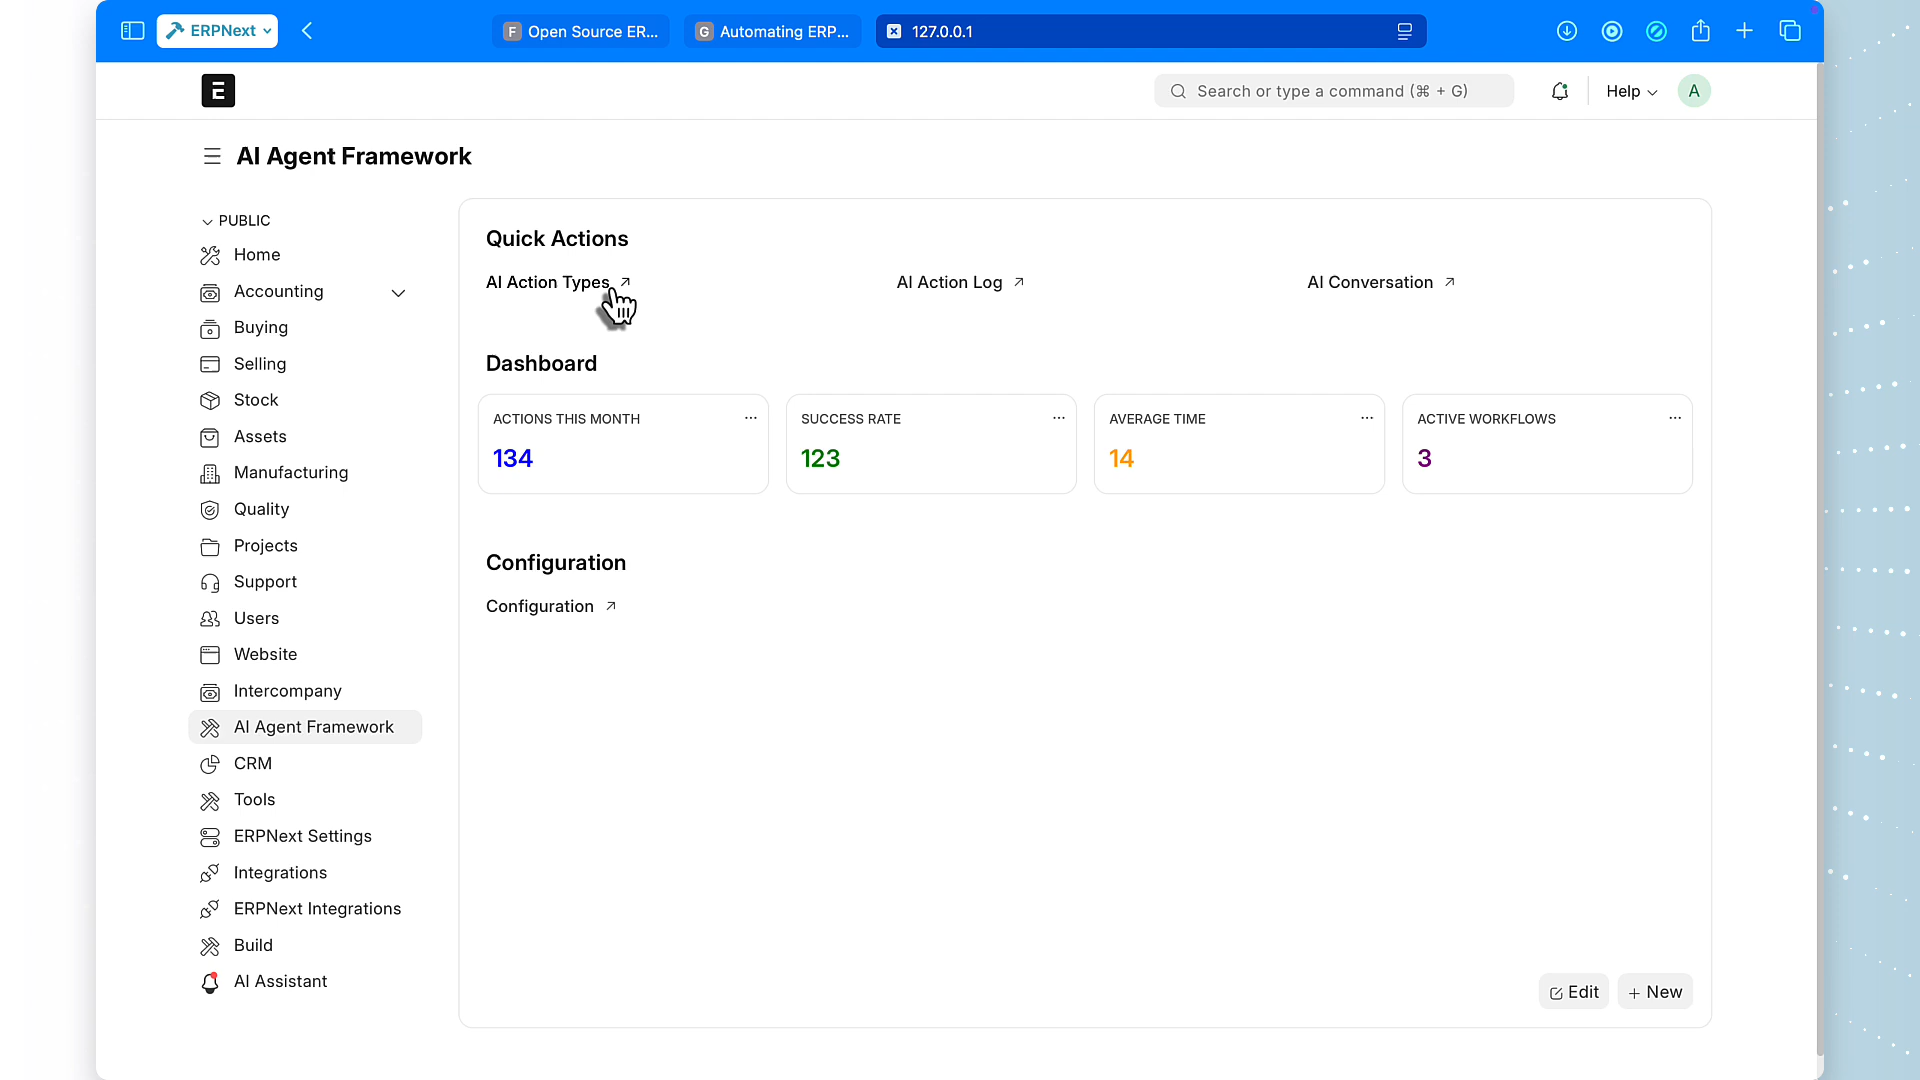 ERPNext
F Open Source ER...
G Automating ERP...
127.0.0.1
E
Search or type a command (⌘ + G)
Help
A
AI Agent Framework
PUBLIC
Home
Accounting
Buying
Selling
Stock
Assets
Manufacturing
Quality
Projects
Support
Users
Website
Intercompany
AI Agent Framework
CRM
Tools
ERPNext Settings
Integrations
ERPNext Integrations
Build
AI Assistant
Quick Actions
AI Action Types ↗
AI Action Log ↗
AI Conversation ↗
Dashboard
ACTIONS THIS MONTH ...
134
SUCCESS RATE ...
123
AVERAGE TIME ...
14
ACTIVE WORKFLOWS ...
3
Configuration
Configuration ↗
Edit
+ New